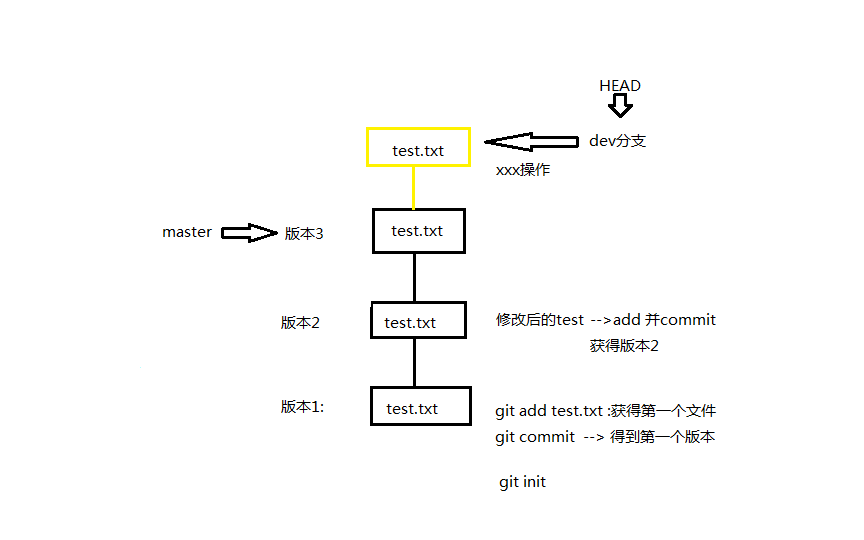 HEAD
test.txt
dev分支
xxx操作
master
版本3
test.txt
版本2
test.txt
修改后的test -->add 并commit
获得版本2
版本1:
test.txt
git add test.txt :获得第一个文件
git commit --> 得到第一个版本
git init